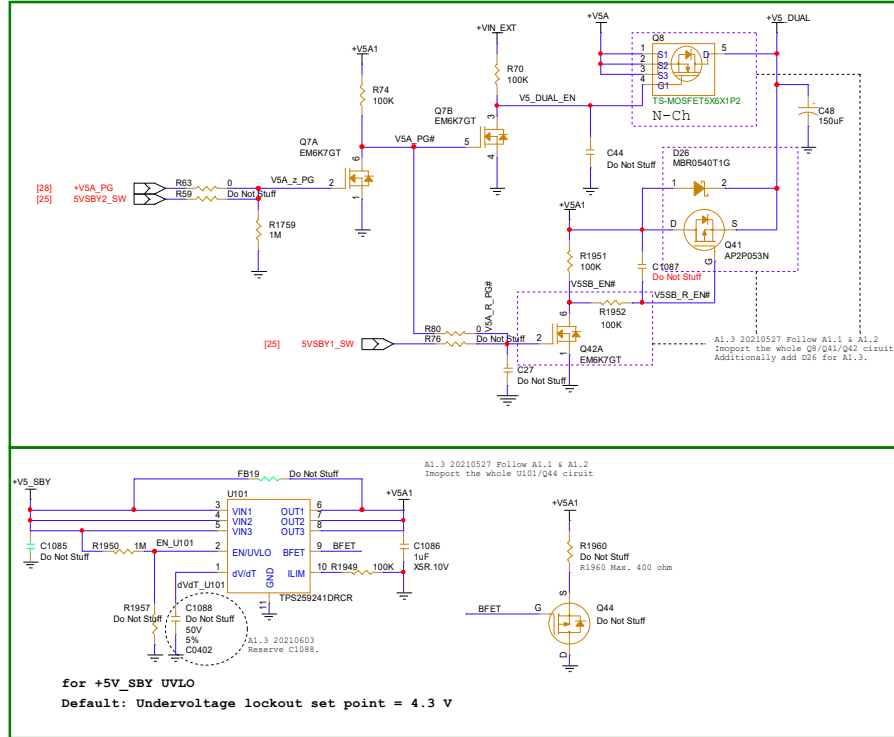 +V5A
+V5_DUAL
+VIN_EXT
+V5A1
Q8
1
S1
D
5
2
S2
3
S3
4
G1
TS-MOSFET5X6X1P2
N-Ch
R70
100K
R74
100K
V5_DUAL_EN
C48
150uF
Q7B
EM6K7GT
3
5
4
Q7A
EM6K7GT
V5A_PG#
6
2
1
C44
Do Not Stuff
D26
MBR0540T1G
1
2
[28] +V5A_PG
R63
0
V5A_z_PG
[25] 5VSBY2_SW
R59
Do Not Stuff
R1759
1M
+V5A1
D
S
G
Q41
AP2P053N
R1951
100K
C1087
Do Not Stuff
V5SB_EN#
V5SB_R_EN#
R1952
100K
V5A_R_PG#
R80
0
R76
Do Not Stuff
[25] 5VSBY1_SW
2
6
1
Q42A
EM6K7GT
C27
Do Not Stuff
A1.3 20210527 Follow A1.1 & A1.2
Imoport the whole Q8/Q41/Q42 ciruit
Additionally add D26 for A1.3.
A1.3 20210527 Follow A1.1 & A1.2
Imoport the whole U101/Q44 ciruit
+V5_SBY
FB19
Do Not Stuff
U101
+V5A1
3
VIN1
OUT1
6
4
VIN2
OUT2
7
5
VIN3
OUT3
8
C1085
Do Not Stuff
R1950
1M
EN_U101
2
EN/UVLO
BFET
9
BFET
1
dV/dT
GND
ILIM
10
R1949
100K
C1086
1uF
X5R.10V
11
TPS259241DRCR
dVdT_U101
R1957
Do Not Stuff
C1088
Do Not Stuff
50V
5%
C0402
A1.3 20210603
Reserve C1088.
+V5A1
R1960
Do Not Stuff
R1960 Max. 400 ohm
BFET
G
S
D
Q44
Do Not Stuff
for +5V_SBY UVLO
Default: Undervoltage lockout set point = 4.3 V